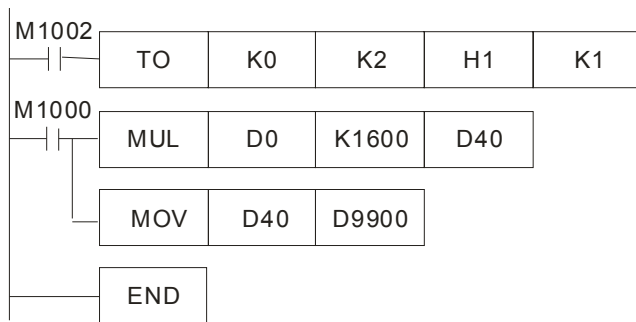 M1002
TO K0 K2 H1 K1
M1000
MUL D0 K1600 D40
MOV D40 D9900
END